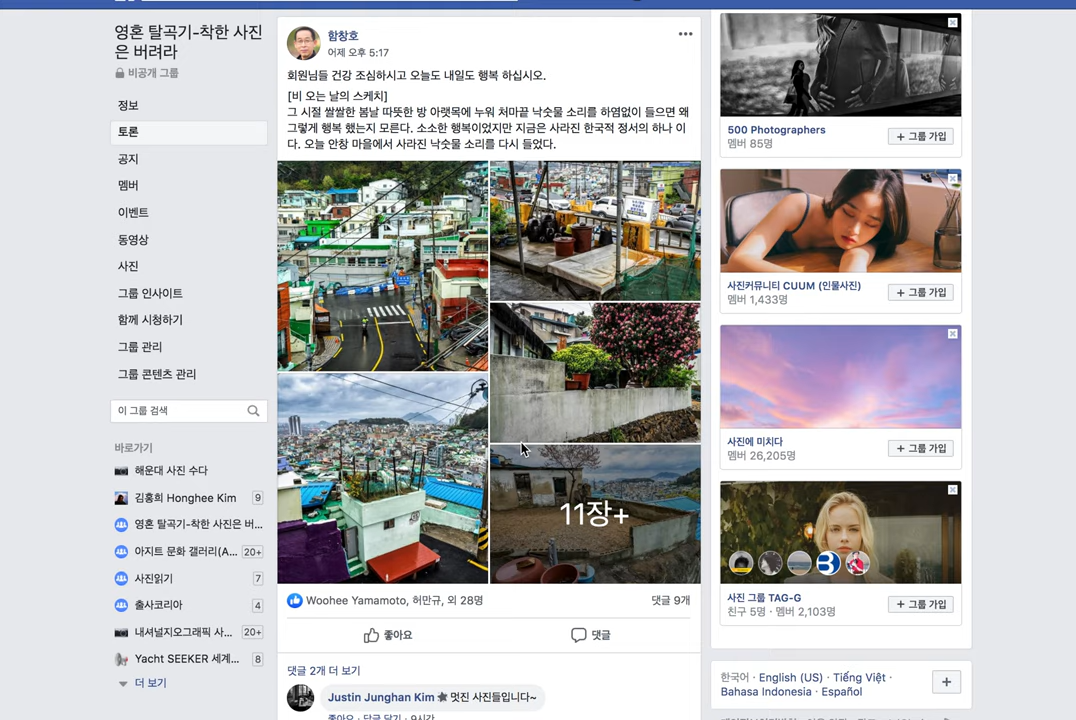 영혼 탈곡기-착한 사진
은 버려라
비공개 그룹
정보
토론
공지
멤버
이벤트
동영상
사진
그룹 인사이트
함께 시청하기
그룹 관리
그룹 콘텐츠 관리
이 그룹 검색
바로가기
해운대 사진 수다
김홍희 Honghee Kim 9
영혼 탈곡기-착한 사진은 버...
아지트 문화 갤러리(A... 20+
사진읽기 7
출사코리아 4
내셔널지오그래픽 사... 20+
Yacht SEEKER 세계... 8
더 보기
함창호
어제 오후 5:17
회원님들 건강 조심하시고 오늘도 내일도 행복 하십시오.
[비 오는 날의 스케치]
그 시절 쌀쌀한 봄날 따뜻한 방 아랫목에 누워 처마끝 낙숫물 소리를 하염없이 들으면 왜
그렇게 행복 했는지 모른다. 소소한 행복이었지만 지금은 사라진 한국적 정서의 하나 이
다. 오늘 안창 마을에서 사라진 낙숫물 소리를 다시 들었다.
11장+
Woohee Yamamoto, 허만규, 외 28명
댓글 9개
좋아요
댓글
댓글 2개 더 보기
Justin Junghan Kim 멋진 사진들입니다~
좋아요 · 답글 달기 · 9시간
500 Photographers
멤버 85명
+ 그룹 가입
사진커뮤니티 CUUM (인물사진)
멤버 1,433명
+ 그룹 가입
사진에 미치다
멤버 26,205명
+ 그룹 가입
사진 그룹 TAG-G
친구 5명 · 멤버 2,103명
+ 그룹 가입
한국어 · English (US) · Tiếng Việt ·
Bahasa Indonesia · Español